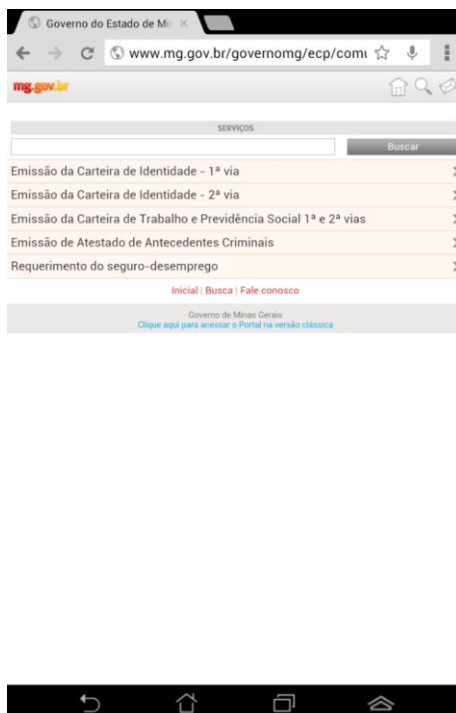 Governo do Estado de Mi
www.mg.gov.br/governomg/ecp/comu
mg.gov.br
SERVIÇOS
Buscar
Emissão da Carteira de Identidade - 1ª via
Emissão da Carteira de Identidade - 2ª via
Emissão da Carteira de Trabalho e Previdência Social 1ª e 2ª vias
Emissão de Atestado de Antecedentes Criminais
Requerimento do seguro-desemprego
Inicial | Busca | Fale conosco
Governo de Minas Gerais
Clique aqui para acessar o Portal na versão clássica